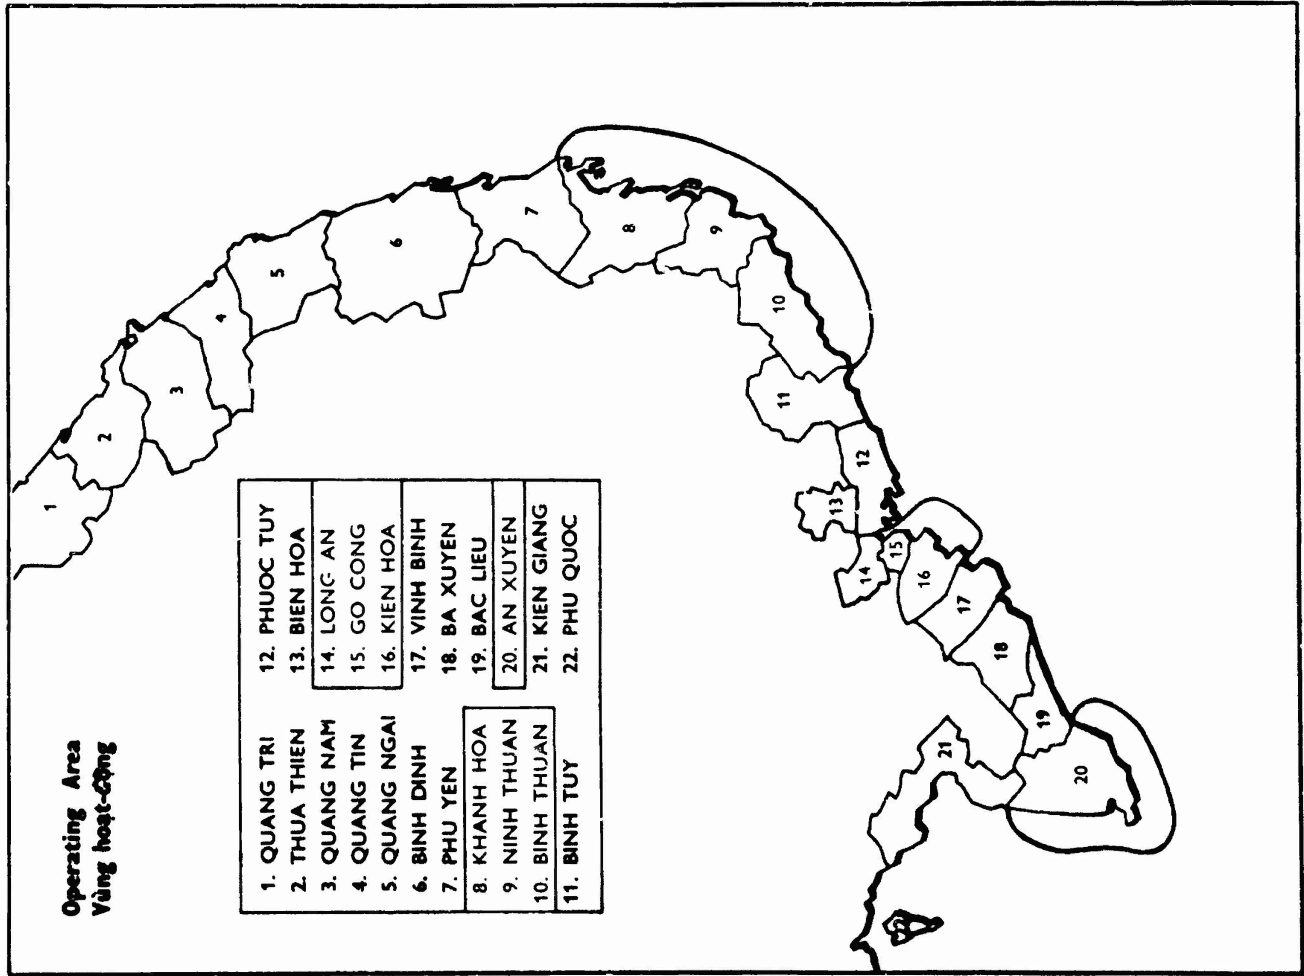 Operating Area
Vùng hoạt-động
1. QUANG TRI
2. THUA THIEN
3. QUANG NAM
4. QUANG TIN
5. QUANG NGAI
6. BINH DINH
7. PHU YEN
8. KHANH HOA
9. NINH THUAN
10. BINH THUAN
11. BINH TUY
12. PHUOC TUY
13. BIEN HOA
14. LONG AN
15. GO CONG
16. KIEN HOA
17. VINH BINH
18. BA XUYEN
19. BAC LIEU
20. AN XUYEN
21. KIEN GIANG
22. PHU QUOC
1
2
3
4
5
6
7
8
9
10
11
12
13
14
15
16
17
18
19
20
21
22